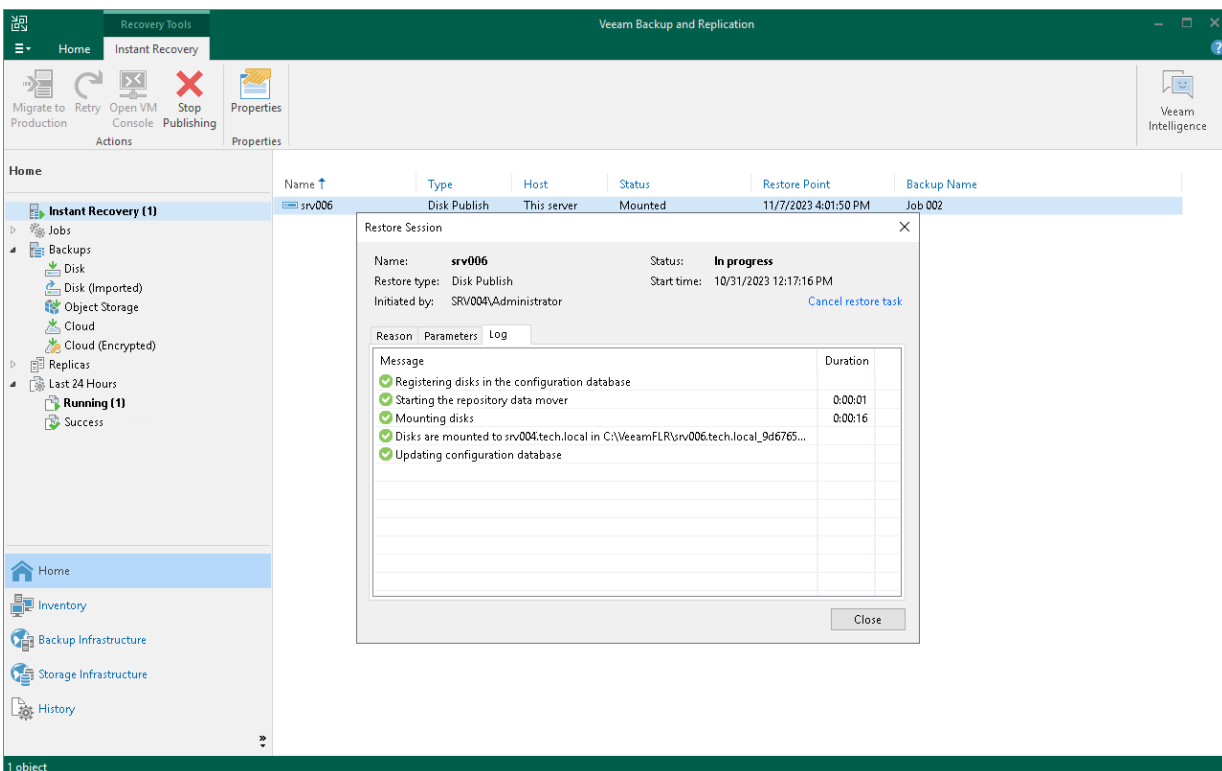 Recovery Tools
Veeam Backup and Replication
Home
Instant Recovery
?
Migrate to Production
Retry
Open VM Console
Stop Publishing
Properties
Veeam Intelligence
Actions
Properties
Home
Instant Recovery (1)
Jobs
Backups
Disk
Disk (Imported)
Object Storage
Cloud
Cloud (Encrypted)
Replicas
Last 24 Hours
Running (1)
Success
Name Type Host Status Restore Point Backup Name
srv006 Disk Publish This server Mounted 11/7/2023 4:01:50 PM Job 002
Restore Session
Name: srv006 Status: In progress
Restore type: Disk Publish Start time: 10/31/2023 12:17:16 PM
Initiated by: SRV004\Administrator Cancel restore task
Reason Parameters Log
Message Duration
Registering disks in the configuration database
Starting the repository data mover 0:00:01
Mounting disks 0:00:16
Disks are mounted to srv004.tech.local in C:\VeeamFLR\srv006.tech.local_9d6765...
Updating configuration database
Close
Home
Inventory
Backup Infrastructure
Storage Infrastructure
History
1 object